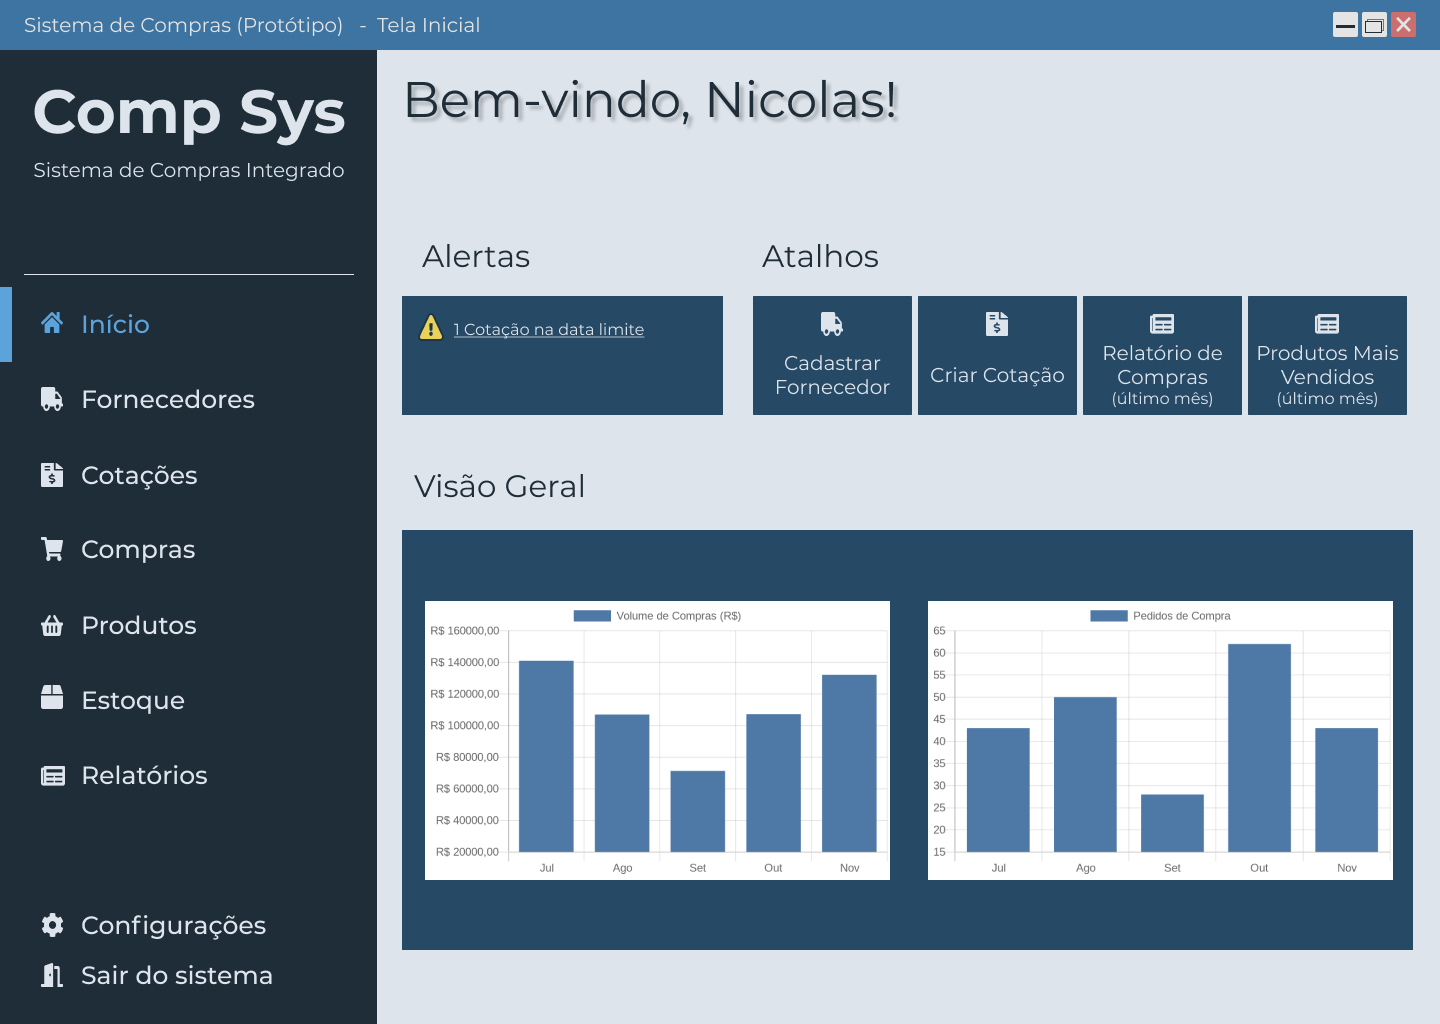 Sistema de Compras (Protótipo)   -  Tela Inicial
Comp Sys
Sistema de Compras Integrado
Início
Fornecedores
Cotações
Compras
Produtos
Estoque
Relatórios
Configurações
Sair do sistema
Bem-vindo, Nicolas!
Alertas
1 Cotação na data limite
Atalhos
Cadastrar
Fornecedor
Criar Cotação
Relatório de
Compras
(último mês)
Produtos Mais
Vendidos
(último mês)
Visão Geral
Volume de Compras (R$)
R$ 160000,00
R$ 140000,00
R$ 120000,00
R$ 100000,00
R$ 80000,00
R$ 60000,00
R$ 40000,00
R$ 20000,00
Jul Ago Set Out Nov
Pedidos de Compra
65
60
55
50
45
40
35
30
25
20
15
Jul Ago Set Out Nov